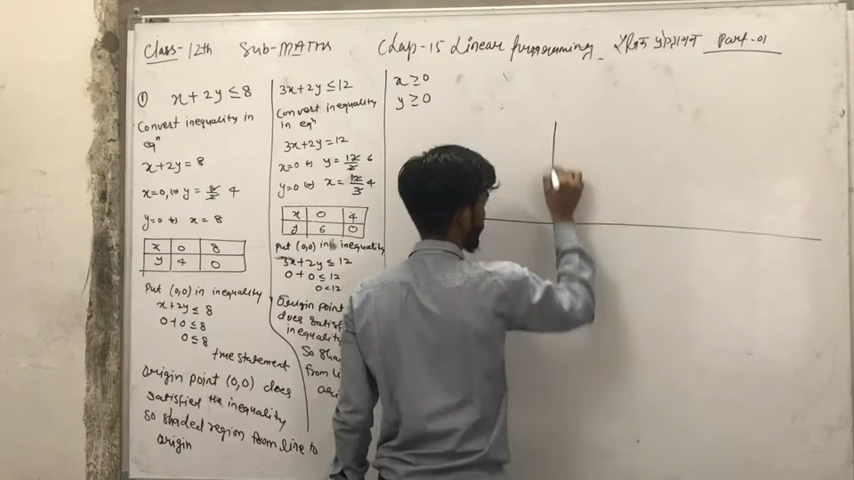 Class-12th Sub-MATHS Chap-15 Linear Programming Part-01
① x+2y≤8
Convert inequality in
eqⁿ
x+2y=8
x=0, y=8/2 4
y=0 x=8
x 0 8
y 4 0
Put (0,0) in inequality
x+2y≤8
0+0≤8
0≤8
true statement
Origin point (0,0) does
satisfied the inequality
So shaded region from line to
origin
3x+2y≤12
Convert inequality
in eqⁿ
3x+2y=12
x=0 y=12/2 6
y=0 x=12/3 4
x 0 4
y 6 0
Put (0,0) in inequality
3x+2y≤12
0+0≤12
0<12
Origin point
does satisf
inequality
So sha
from li
ori
x≥0
y≥0